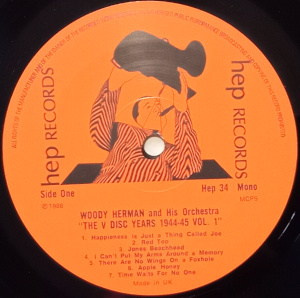 hep RECORDS
hep RECORDS
Side One
Hep 34 Mono
℗ 1986
MCPS
WOODY HERMAN and His Orchestra
"THE V DISC YEARS 1944-45 VOL. 1"
1. Happiness is Just a Thing Called Joe
2. Red Top
3. Jones Beachhead
4. I Can't Put My Arms Around a Memory
5. There Are No Wings On a Foxhole
6. Apple Honey
7. Time Waits For No One
Made in UK